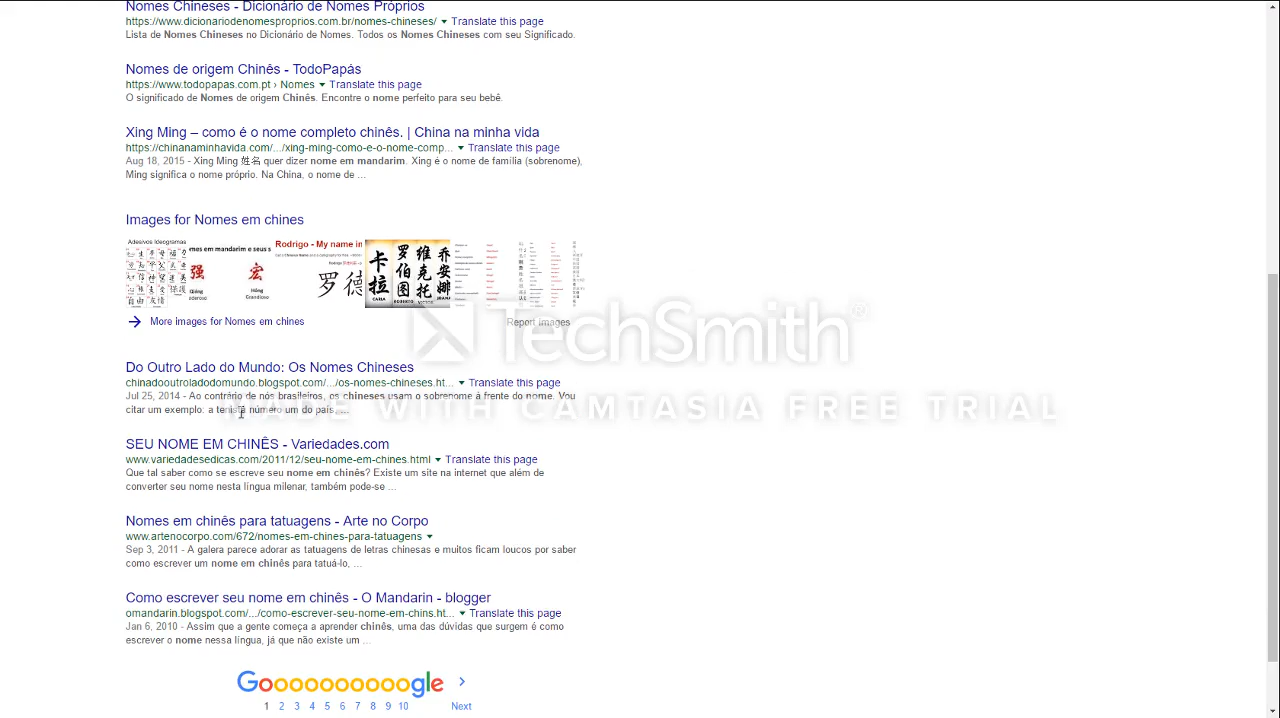 Nomes Chineses - Dicionário de Nomes Próprios
https://www.dicionariodenomesproprios.com.br/nomes-chineses/ ▼ Translate this page
Lista de Nomes Chineses no Dicionário de Nomes. Todos os Nomes Chineses com seu Significado.
Nomes de origem Chinês - TodoPapás
https://www.todopapas.com.pt › Nomes ▼ Translate this page
O significado de Nomes de origem Chinês. Encontre o nome perfeito para seu bebê.
Xing Ming – como é o nome completo chinês. | China na minha vida
https://chinanaminhavida.com/.../xing-ming-como-e-o-nome-comp... ▼ Translate this page
Aug 18, 2015 - Xing Ming 姓名 quer dizer nome em mandarim. Xing é o nome de família (sobrenome),
Ming significa o nome próprio. Na China, o nome de ...
Images for Nomes em chines
Adesivos Ideogramas
mes em mandarim e seus s
强 宏
Hóng
Grandioso
Rodrigo - My name in
罗德
卡拉 罗伯图 维克托 乔安娜
CARLA ROBERTO
More images for Nomes em chines
Report images
TechSmith®
MADE WITH CAMTASIA FREE TRIAL
Do Outro Lado do Mundo: Os Nomes Chineses
chinadooutroladodomundo.blogspot.com/.../os-nomes-chineses.ht... ▼ Translate this page
Jul 25, 2014 - Ao contrário de nós brasileiros, os chineses usam o sobrenome à frente do nome. Vou
citar um exemplo: a tenista número um do país, ...
SEU NOME EM CHINÊS - Variedades.com
www.variedadesedicas.com/2011/12/seu-nome-em-chines.html ▼ Translate this page
Que tal saber como se escreve seu nome em chinês? Existe um site na internet que além de
converter seu nome nesta língua milenar, também pode-se ...
Nomes em chinês para tatuagens - Arte no Corpo
www.artenocorpo.com/672/nomes-em-chines-para-tatuagens ▼
Sep 3, 2011 - A galera parece adorar as tatuagens de letras chinesas e muitos ficam loucos por saber
como escrever um nome em chinês para tatuá-lo, ...
Como escrever seu nome em chinês - O Mandarin - blogger
omandarin.blogspot.com/.../como-escrever-seu-nome-em-chins.ht... ▼ Translate this page
Jan 6, 2010 - Assim que a gente começa a aprender chinês, uma das dúvidas que surgem é como
escrever o nome nessa língua, já que não existe um ...
Goooooooooogle >
1 2 3 4 5 6 7 8 9 10 Next